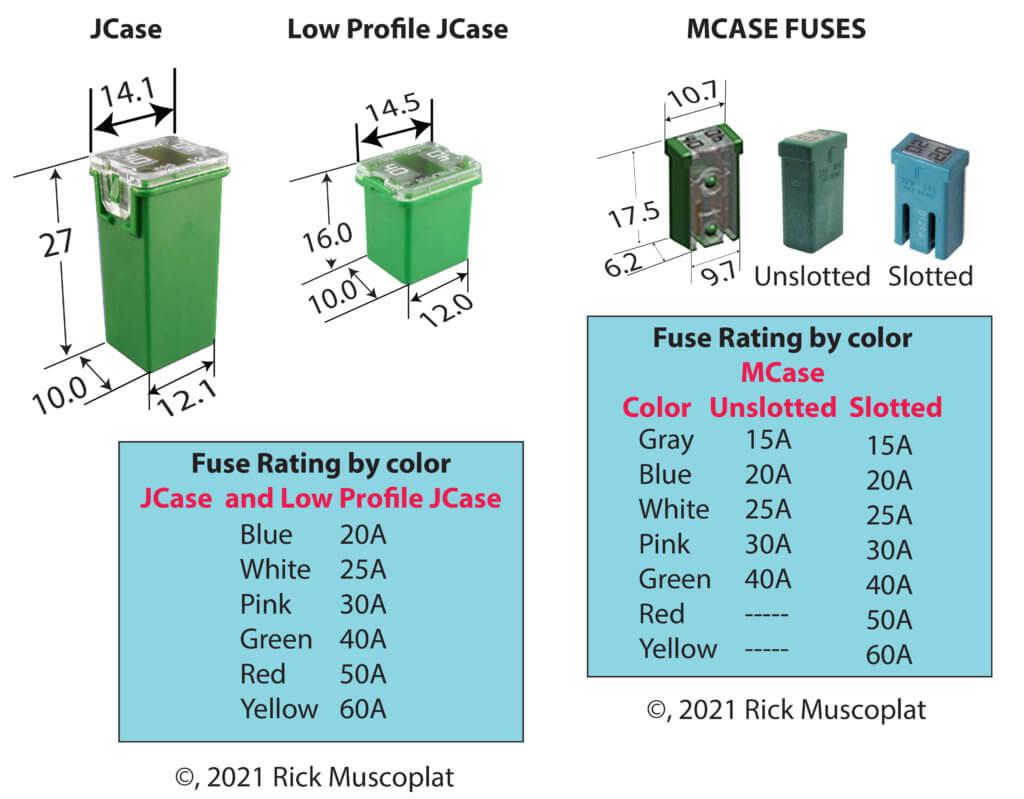 JCase
Low Profile JCase
MCASE FUSES
14.1
27
10.0
12.1
14.5
16.0
10.0
12.0
10.7
17.5
6.2
9.7
40
40
20
Unslotted
Slotted
Fuse Rating by color
JCase and Low Profile JCase
Blue 20A
White 25A
Pink 30A
Green 40A
Red 50A
Yellow 60A
©, 2021 Rick Muscoplat
Fuse Rating by color
MCase
Color Unslotted Slotted
Gray 15A 15A
Blue 20A 20A
White 25A 25A
Pink 30A 30A
Green 40A 40A
Red ----- 50A
Yellow ----- 60A
©, 2021 Rick Muscoplat